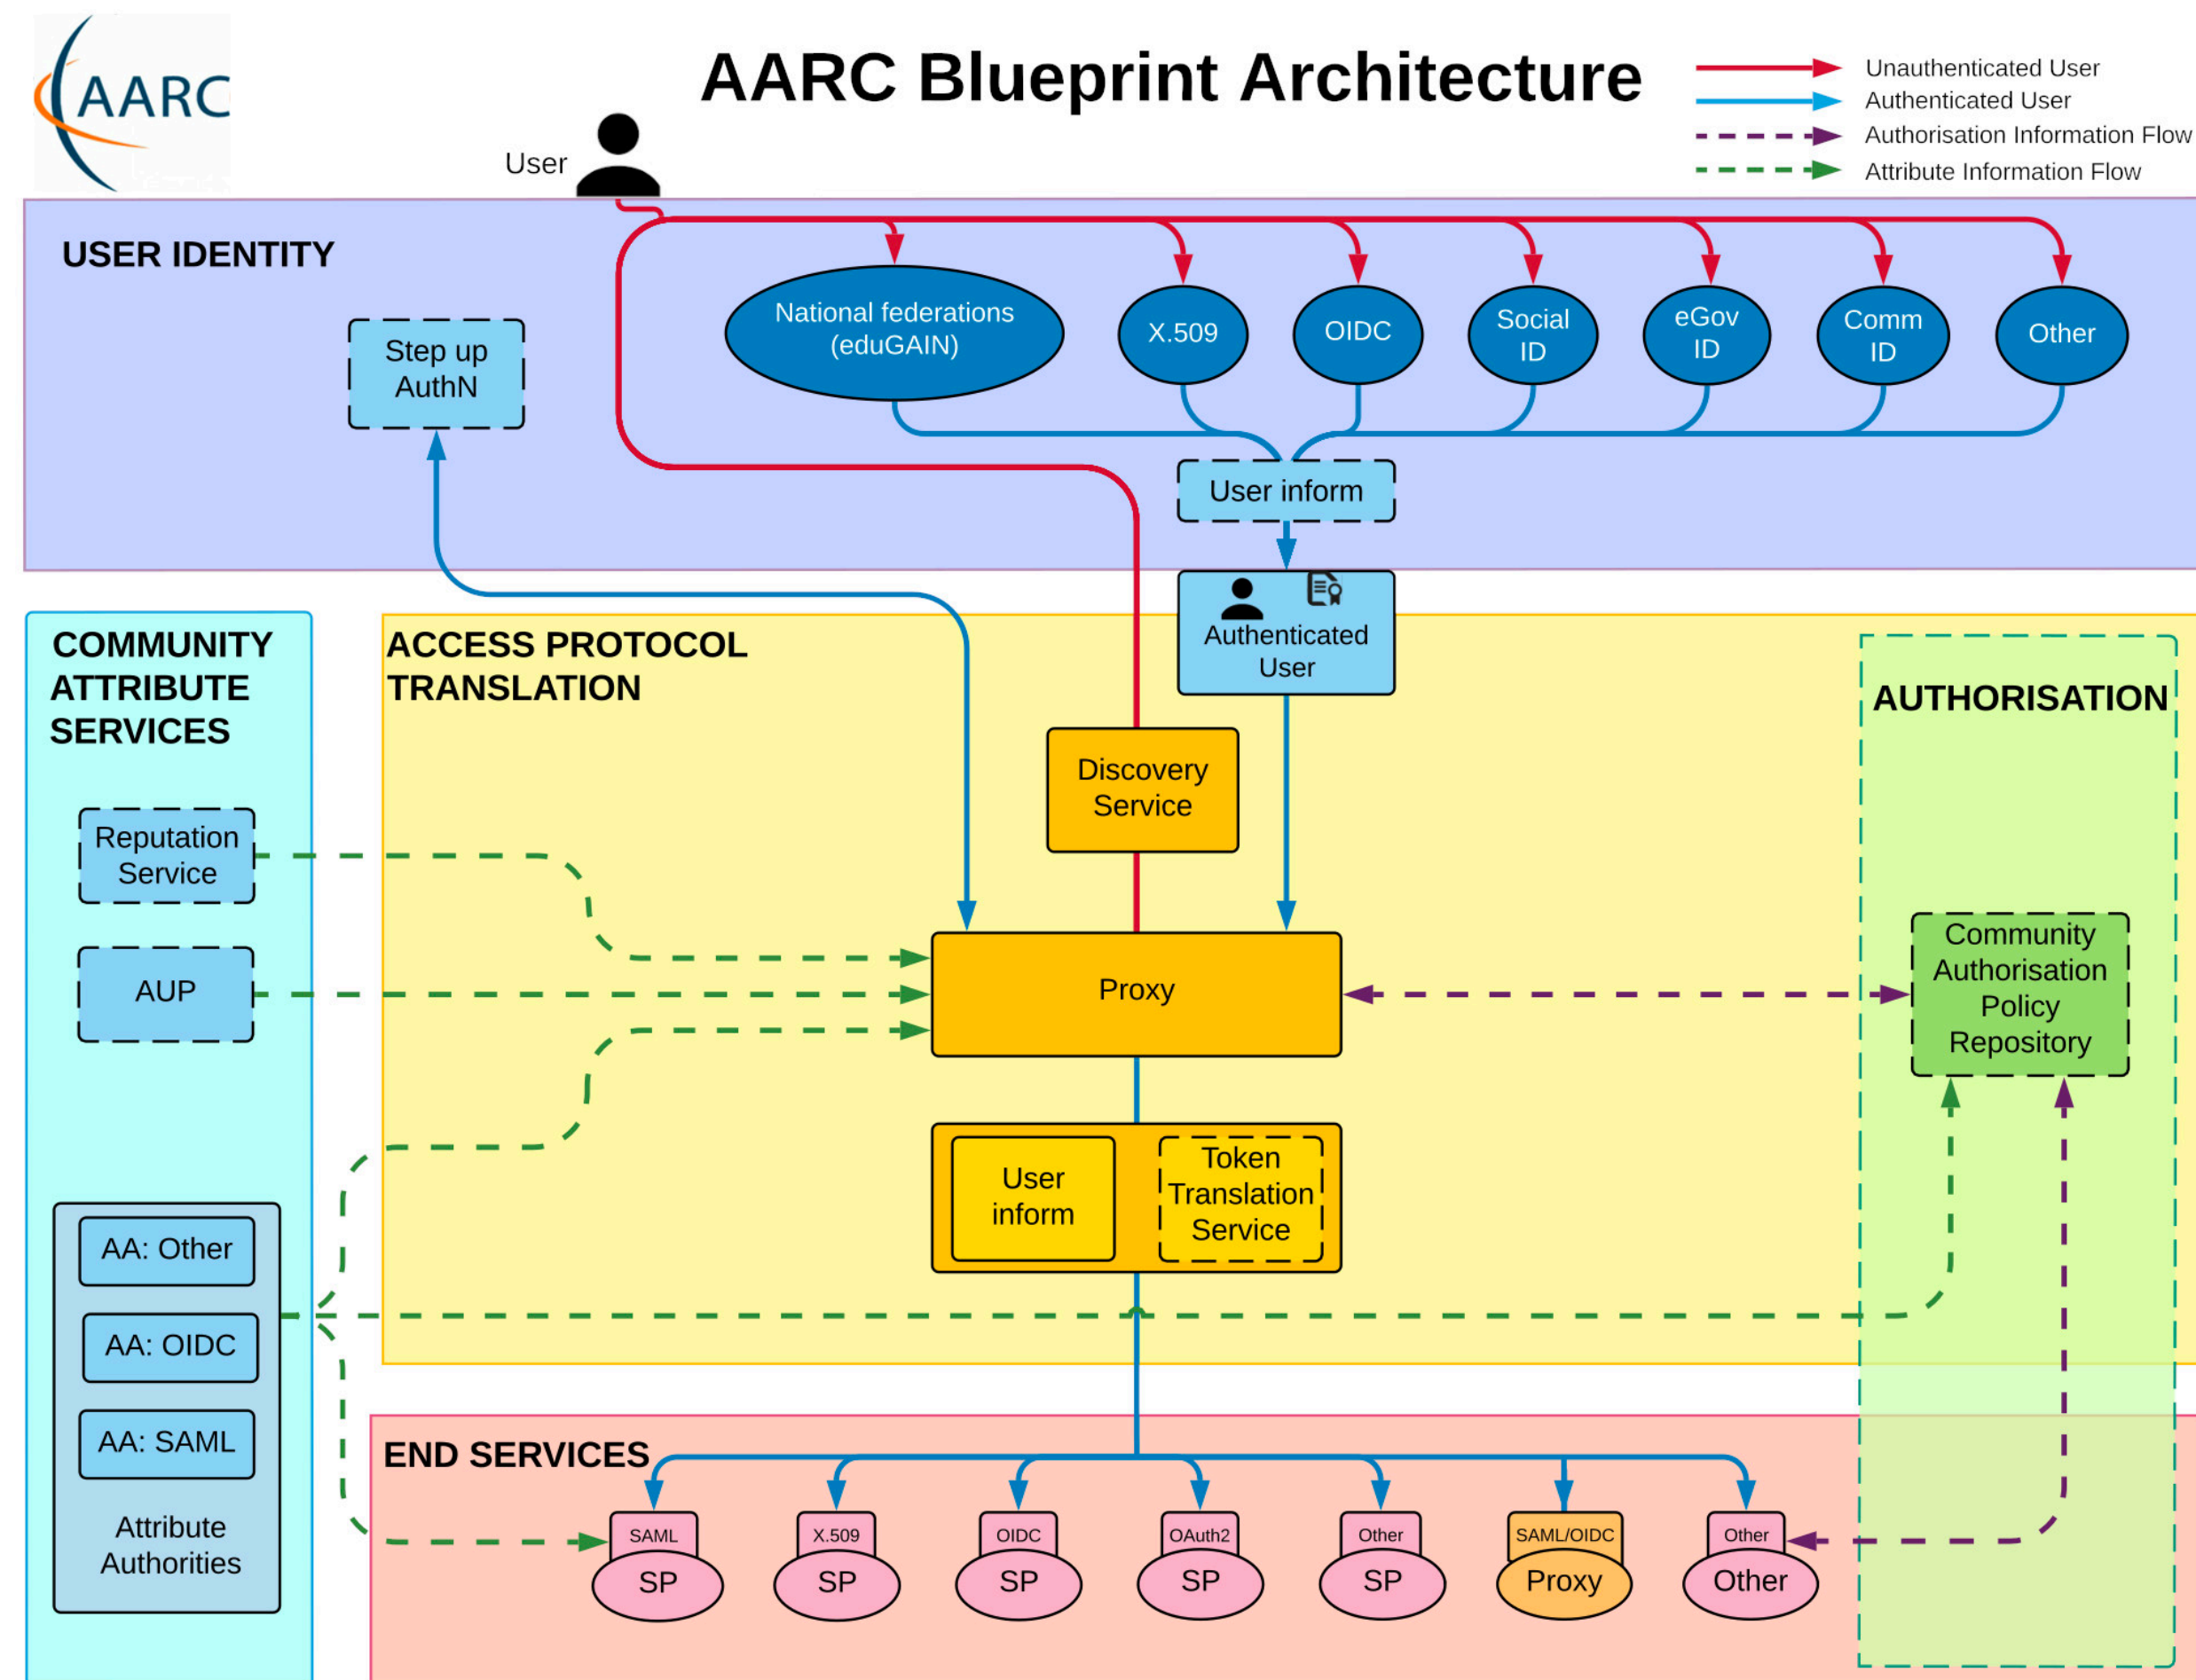 AARC
AARC Blueprint Architecture
Unauthenticated User
Authenticated User
Authorisation Information Flow
Attribute Information Flow
User
USER IDENTITY
National federations
(eduGAIN)
X.509
OIDC
Social
ID
eGov
ID
Comm
ID
Other
Step up
AuthN
User inform
Authenticated
User
COMMUNITY
ATTRIBUTE
SERVICES
ACCESS PROTOCOL
TRANSLATION
AUTHORISATION
Discovery
Service
Reputation
Service
AUP
Proxy
Community
Authorisation
Policy
Repository
User
inform
Token
Translation
Service
AA: Other
AA: OIDC
AA: SAML
Attribute
Authorities
END SERVICES
SAML
SP
X.509
SP
OIDC
SP
OAuth2
SP
Other
SP
SAML/OIDC
Proxy
Other
Other